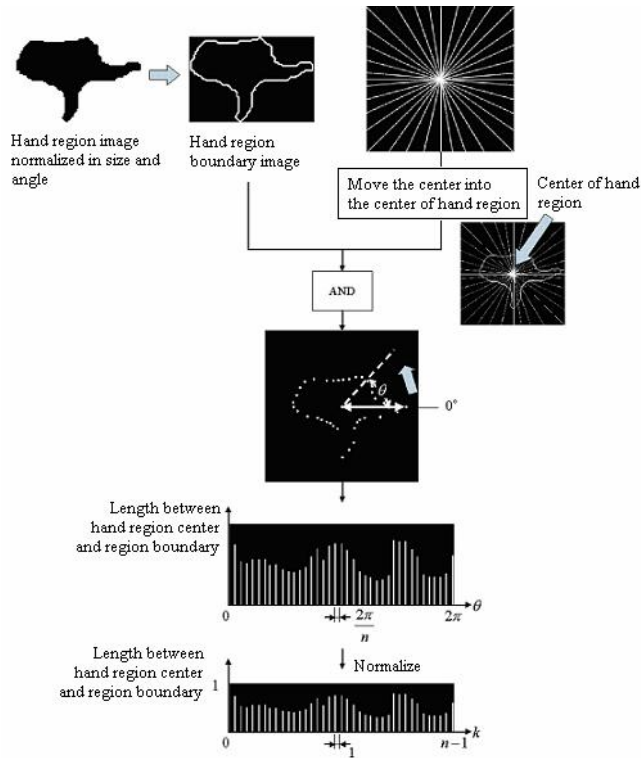 Hand region image
normalized in size and
angle
Hand region
boundary image
Move the center into
the center of hand region
Center of hand
region
AND
θ
0°
Length between
hand region center
and region boundary
0
2π
n
2π
θ
Normalize
Length between
hand region center
and region boundary
1
0
1
n−1
k